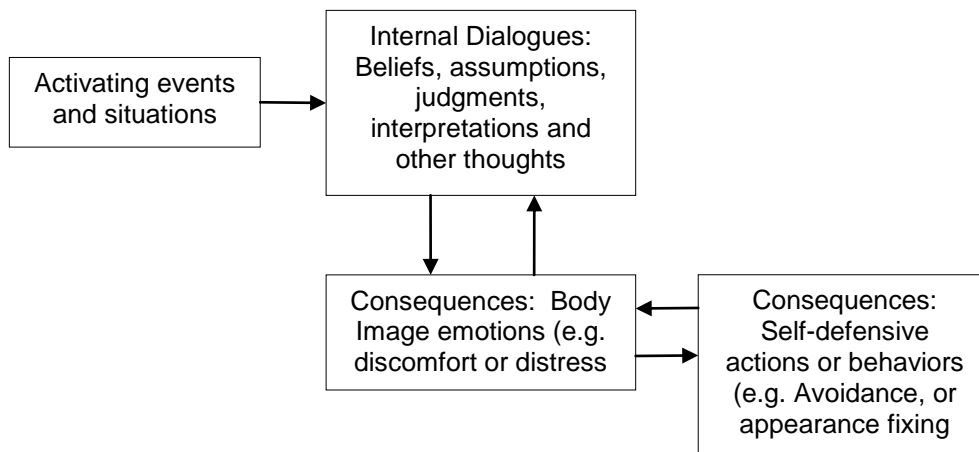 Activating events
and situations
Internal Dialogues:
Beliefs, assumptions,
judgments,
interpretations and
other thoughts
Consequences:  Body
Image emotions (e.g.
discomfort or distress
Consequences:
Self-defensive
actions or behaviors
(e.g. Avoidance, or
appearance fixing